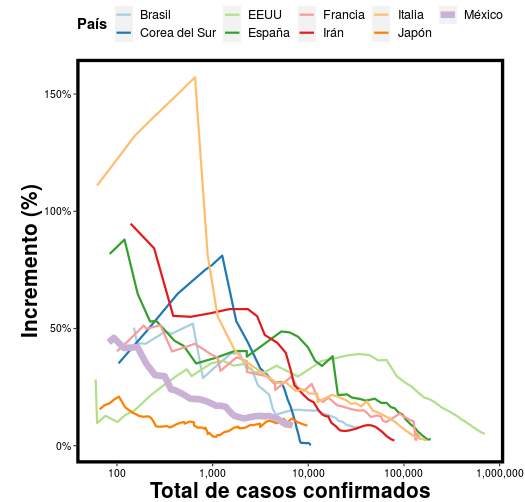 País
Brasil EEUU Francia Italia México
Corea del Sur España Irán Japón
Incremento (%)
150%
100%
50%
0%
100 1,000 10,000 100,000 1,000,000
Total de casos confirmados